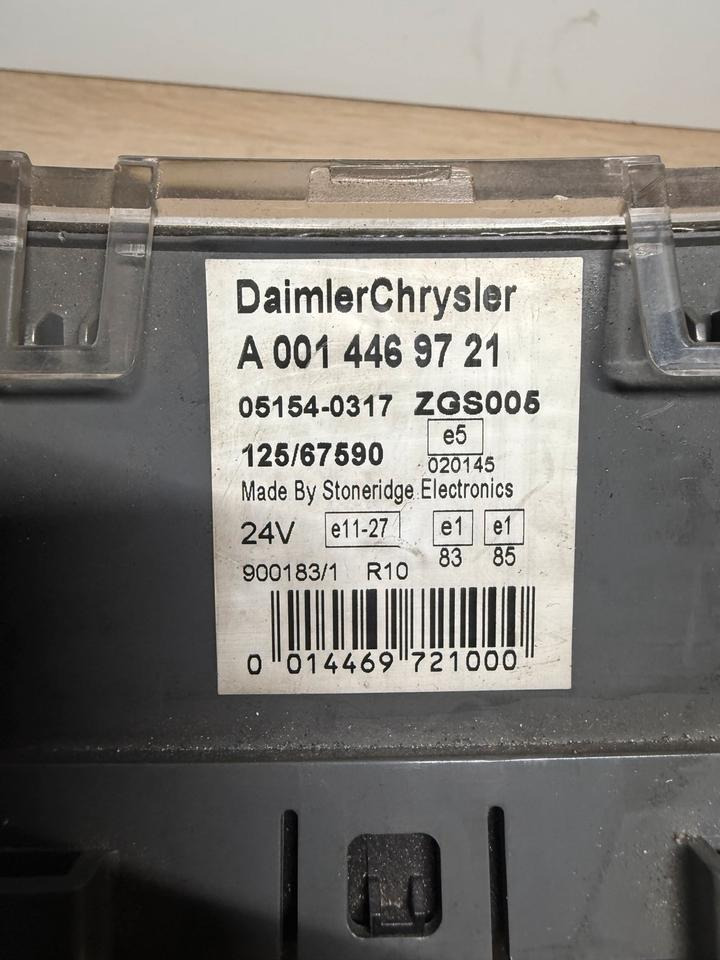 DaimlerChrysler
A 001 446 97 21
05154-0317 ZGS005
125/67590 e5
020145
Made By Stoneridge Electronics
24V e11-27 e1 e1
83 85
900183/1 R10
0 014469 721000